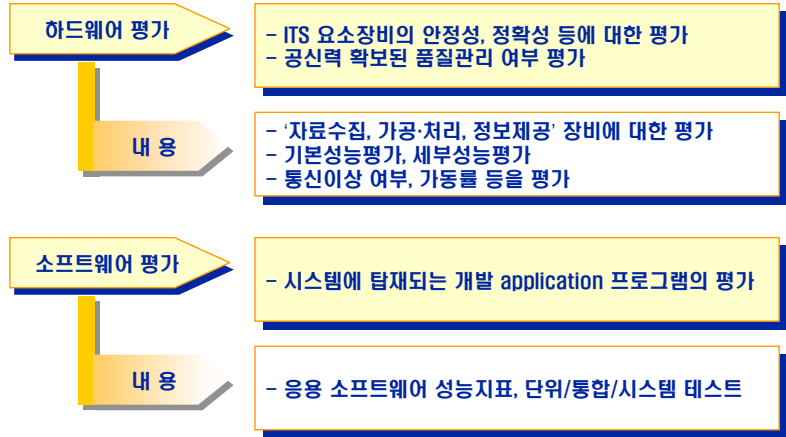 하드웨어 평가
- ITS 요소장비의 안정성, 정확성 등에 대한 평가
- 공신력 확보된 품질관리 여부 평가
내 용
- '자료수집, 가공·처리, 정보제공' 장비에 대한 평가
- 기본성능평가, 세부성능평가
- 통신이상 여부, 가동률 등을 평가
소프트웨어 평가
- 시스템에 탑재되는 개발 application 프로그램의 평가
내 용
- 응용 소프트웨어 성능지표, 단위/통합/시스템 테스트